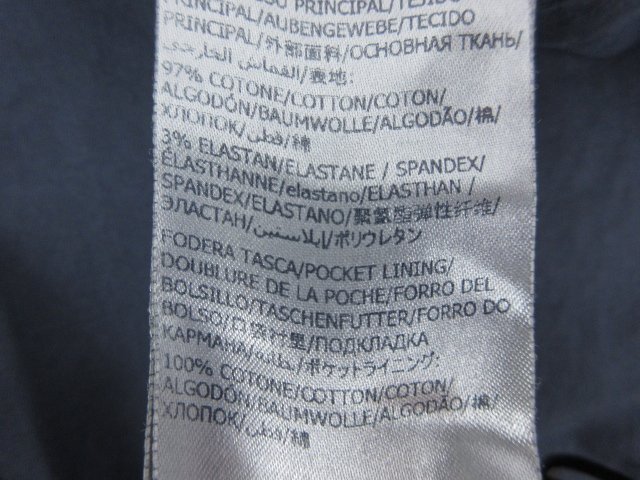 PRINCIPAL/AUBENGEWEBE/TECIDO
PRINCIPAL/外部面料/ОСНОВНАЯ ТКАНЬ/
القماش الخارجي/表地:
97% COTONE/COTTON/COTON/
ALGODÓN/BAUMWOLLE/ALGODÃO/棉/
ХЛОПОК/قطن/綿
3% ELASTAN/ELASTANE / SPANDEX/
ÉLASTHANNE/elastano/ELASTHAN /
SPANDEX/ELASTANO/聚氨酯弹性纤维/
ЭЛАСТАН/إيلاستين/ポリウレタン
FODERA TASCA/POCKET LINING/
DOUBLURE DE LA POCHE/FORRO DEL
BOLSILLO/TASCHENFUTTER/FORRO DO
BOLSO/口袋衬里/ПОДКЛАДКА
КАРМАНА/بطانة/ポケットライニング:
100% COTONE/COTTON/COTON/
ALGODÓN/BAUMWOLLE/ALGODÃO/棉/
ХЛОПОК/قطن/綿